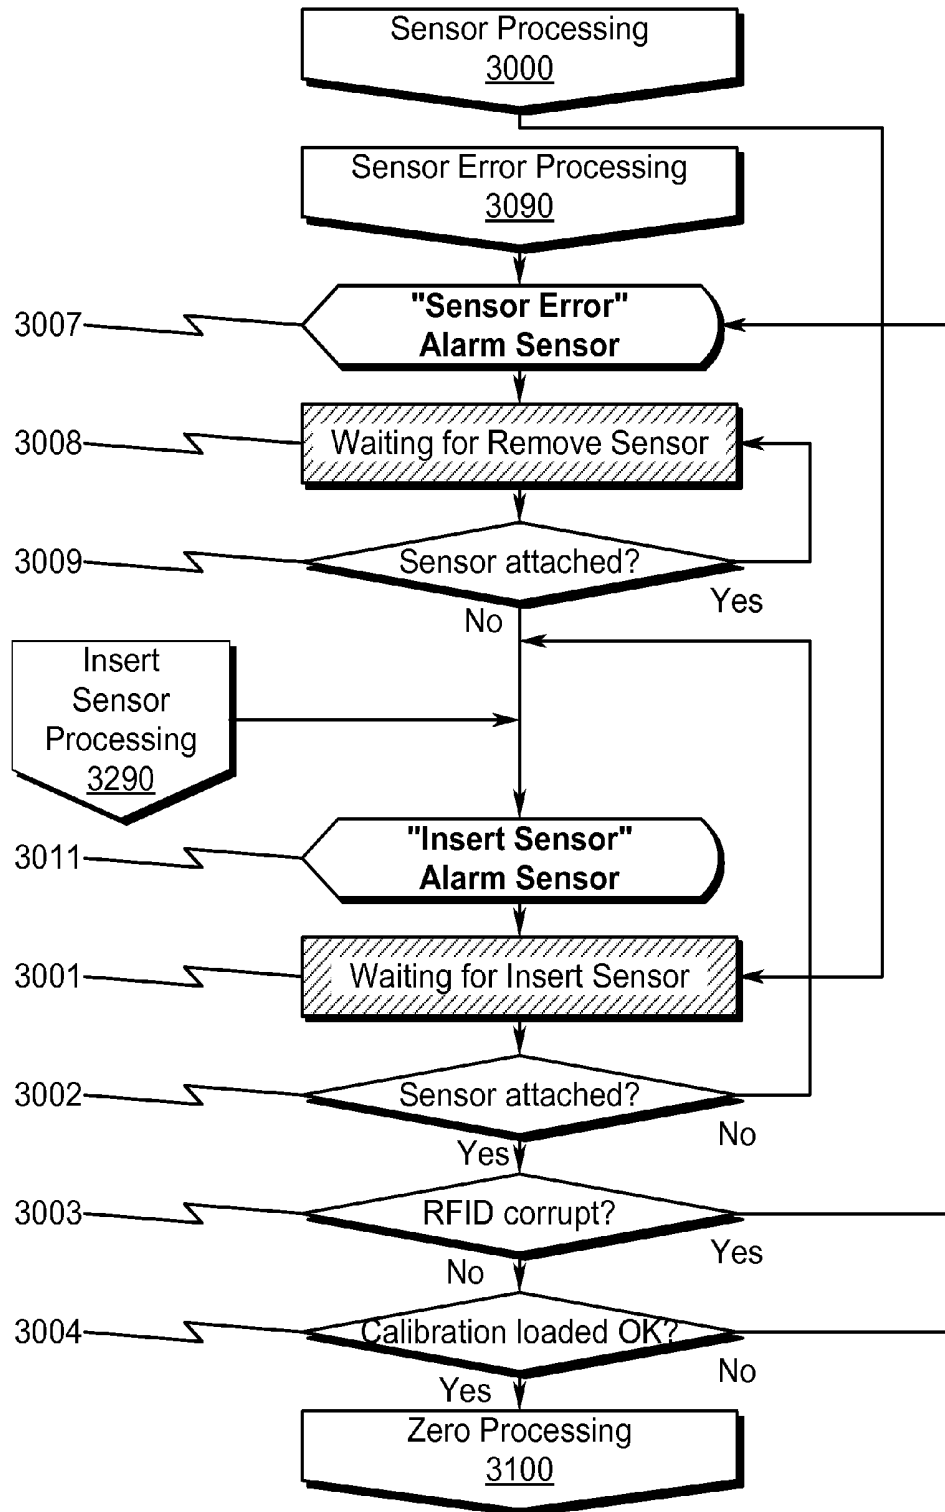 Sensor Processing
3000
Sensor Error Processing
3090
3007
"Sensor Error"
Alarm Sensor
3008
Waiting for Remove Sensor
3009
Sensor attached?
Yes
No
Insert
Sensor
Processing
3290
3011
"Insert Sensor"
Alarm Sensor
3001
Waiting for Insert Sensor
3002
Sensor attached?
No
Yes
3003
RFID corrupt?
Yes
No
3004
Calibration loaded OK?
No
Yes
Zero Processing
3100